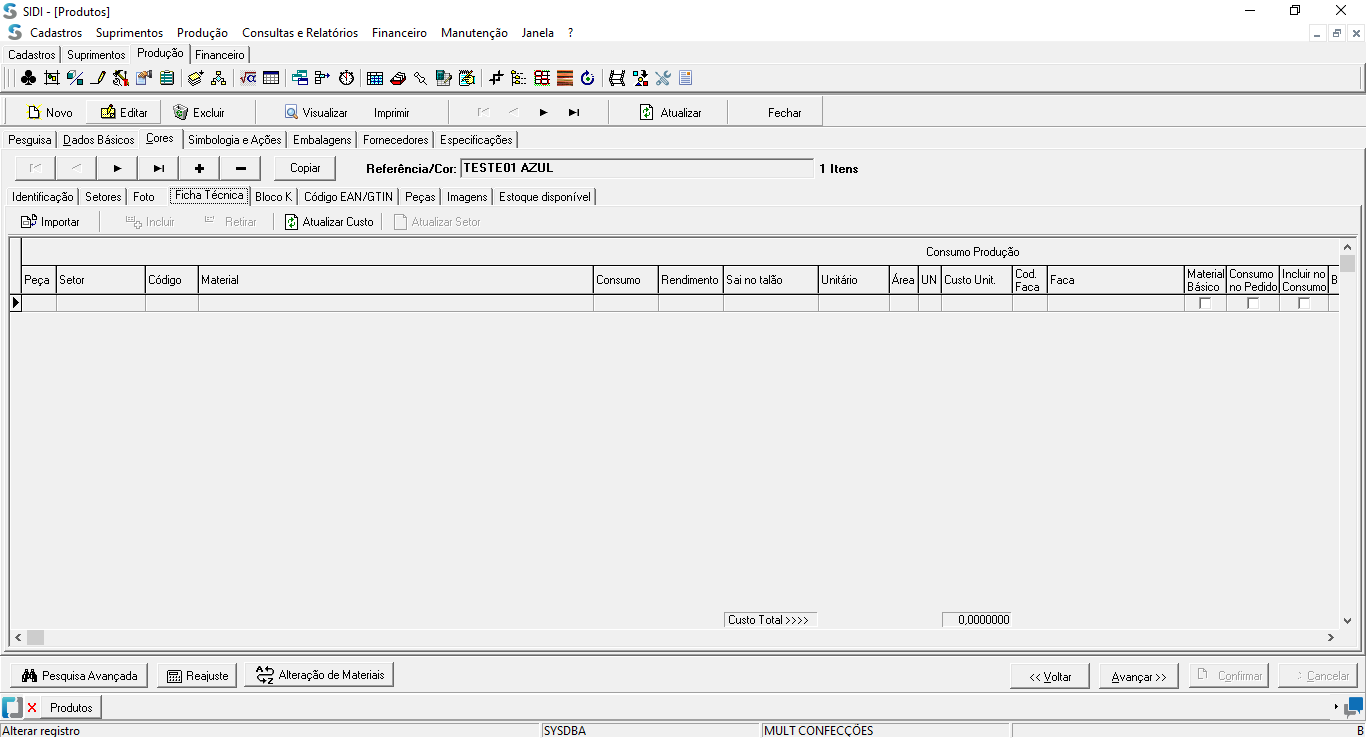 SIDI - [Produtos]
Cadastros Suprimentos Produção Consultas e Relatórios Financeiro Manutenção Janela ?
Cadastros Suprimentos Produção Financeiro
Novo Editar Excluir Visualizar Imprimir Atualizar Fechar
Pesquisa Dados Básicos Cores Simbologia e Ações Embalagens Fornecedores Especificações
Copiar Referência/Cor: TESTE01 AZUL 1 Itens
Identificação Setores Foto Ficha Técnica Bloco K Código EAN/GTIN Peças Imagens Estoque disponível
Importar Incluir Retirar Atualizar Custo Atualizar Setor
Consumo Produção
Peça Setor Código Material Consumo Rendimento Sai no talão Unitário Área UN Custo Unit. Cod. Faca Faca Material Básico Consumo no Pedido Incluir no Consumo B
Custo Total >>>> 0,0000000
Pesquisa Avançada Reajuste Alteração de Materiais << Voltar Avançar >> Confirmar Cancelar
Produtos
Alterar registro SYSDBA MULT CONFECÇÕES B